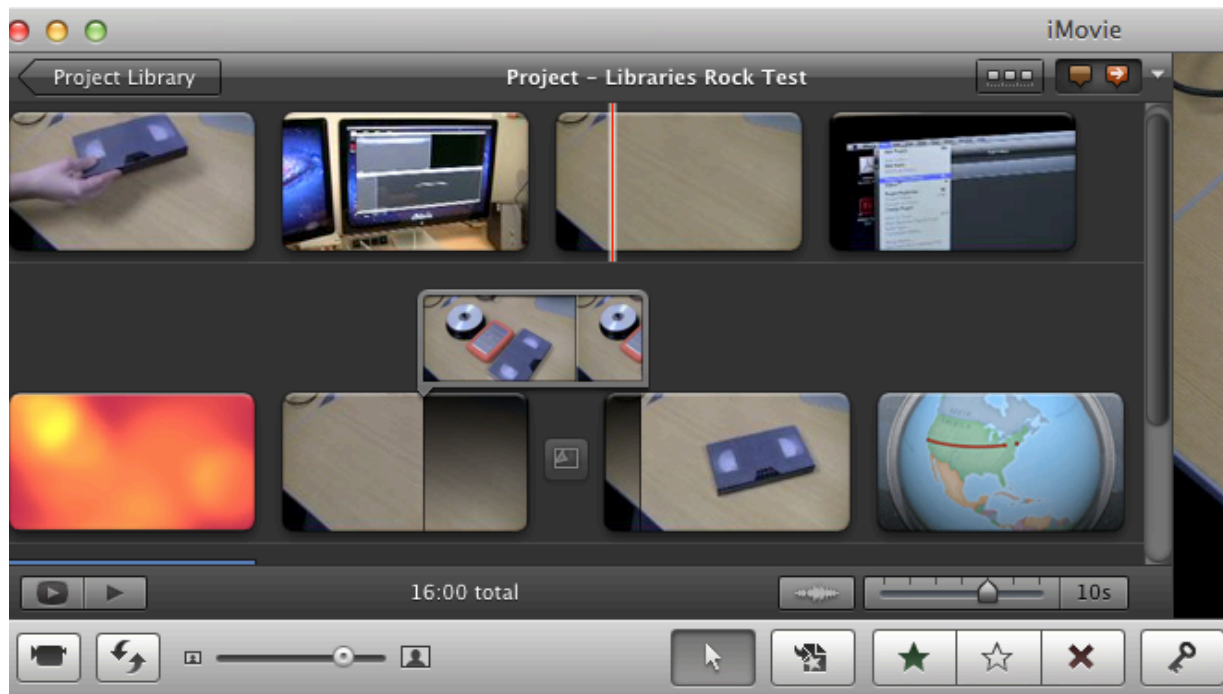 iMovie
Project Library
Project – Libraries Rock Test
16:00 total
10s